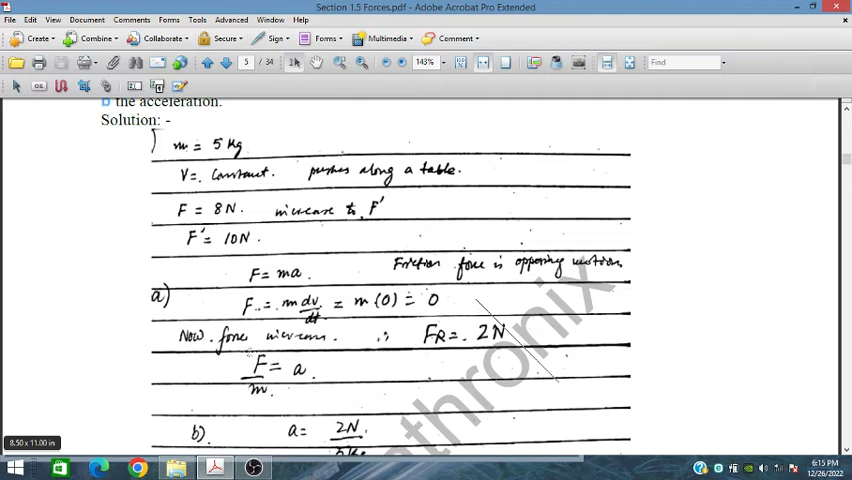 Section 1.5 Forces.pdf - Adobe Acrobat Pro Extended
File Edit View Document Comments Forms Tools Advanced Window Help
Create Combine Collaborate Secure Sign Forms Multimedia Comment
5 / 34 143% Find
b the acceleration.
Solution: -
m = 5 Kg
V = Constant. pushes along a table.
F = 8N. increase to F'
F' = 10N.
F = ma. Friction force is opposing motion
a)
F = m dv/dt = m (0) = 0
Now force increases. ∴ FR = 2N
F/m = a.
b) a = 2N
5kg
athronix
8.50 x 11.00 in
6:15 PM
12/26/2022